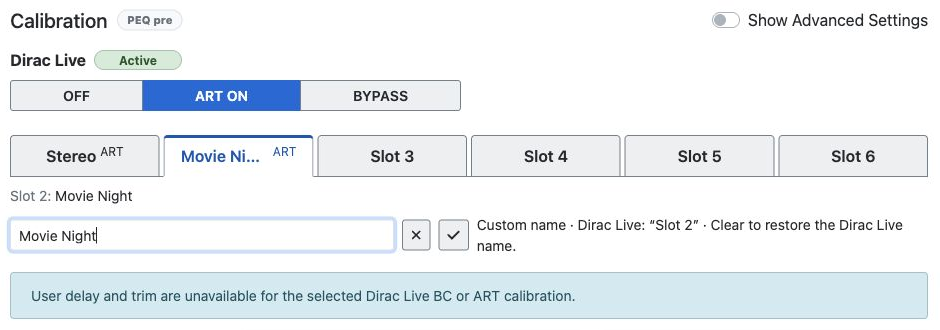 Calibration PEQ pre Show Advanced Settings
Dirac Live Active
OFF ART ON BYPASS
Stereo ART Movie Ni... ART Slot 3 Slot 4 Slot 5 Slot 6
Slot 2: Movie Night
Movie Night Custom name · Dirac Live: “Slot 2” · Clear to restore the Dirac Live
name.
User delay and trim are unavailable for the selected Dirac Live BC or ART calibration.